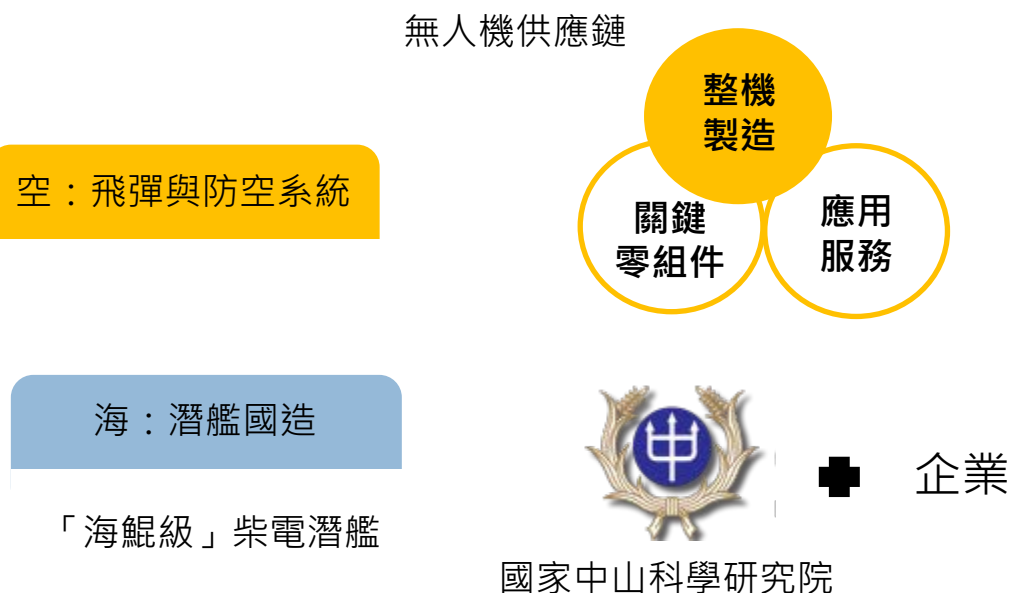 無人機供應鏈
整機
製造
空：飛彈與防空系統
關鍵
零組件
應用
服務
海：潛艦國造
中
企業
「海鯤級」柴電潛艦
國家中山科學研究院